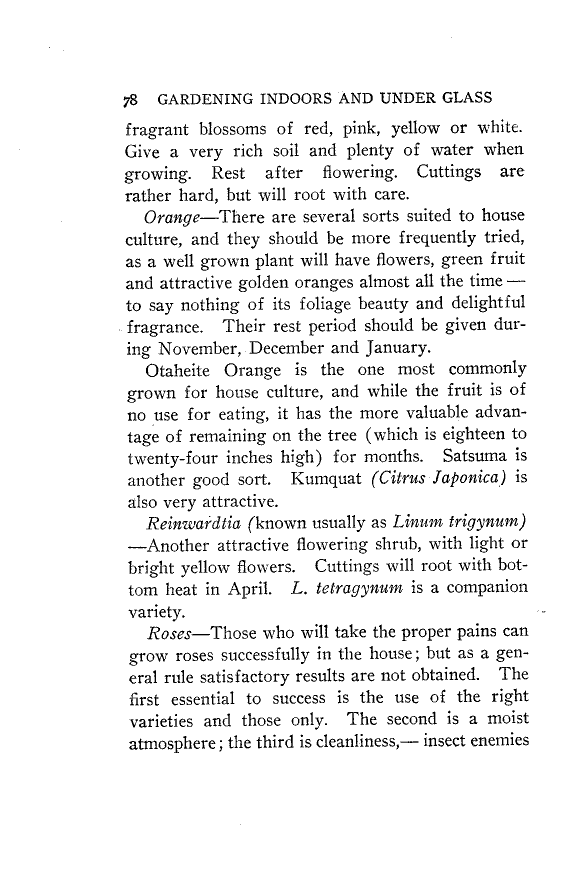 78 GARDENING INDOORS AND UNDER GLASS
fragrant blossoms of red, pink, yellow or white.
Give a very rich soil and plenty of water when
growing. Rest after flowering. Cuttings are
rather hard, but will root with care.
Orange—There are several sorts suited to house
culture, and they should be more frequently tried,
as a well grown plant will have flowers, green fruit
and attractive golden oranges almost all the time —
to say nothing of its foliage beauty and delightful
fragrance. Their rest period should be given dur-
ing November, December and January.
Otaheite Orange is the one most commonly
grown for house culture, and while the fruit is of
no use for eating, it has the more valuable advan-
tage of remaining on the tree (which is eighteen to
twenty-four inches high) for months. Satsuma is
another good sort. Kumquat (Citrus Japonica) is
also very attractive.
Reinwardtia (known usually as Linum trigynum)
—Another attractive flowering shrub, with light or
bright yellow flowers. Cuttings will root with bot-
tom heat in April. L. tetragynum is a companion
variety.
Roses—Those who will take the proper pains can
grow roses successfully in the house; but as a gen-
eral rule satisfactory results are not obtained. The
first essential to success is the use of the right
varieties and those only. The second is a moist
atmosphere; the third is cleanliness,— insect enemies